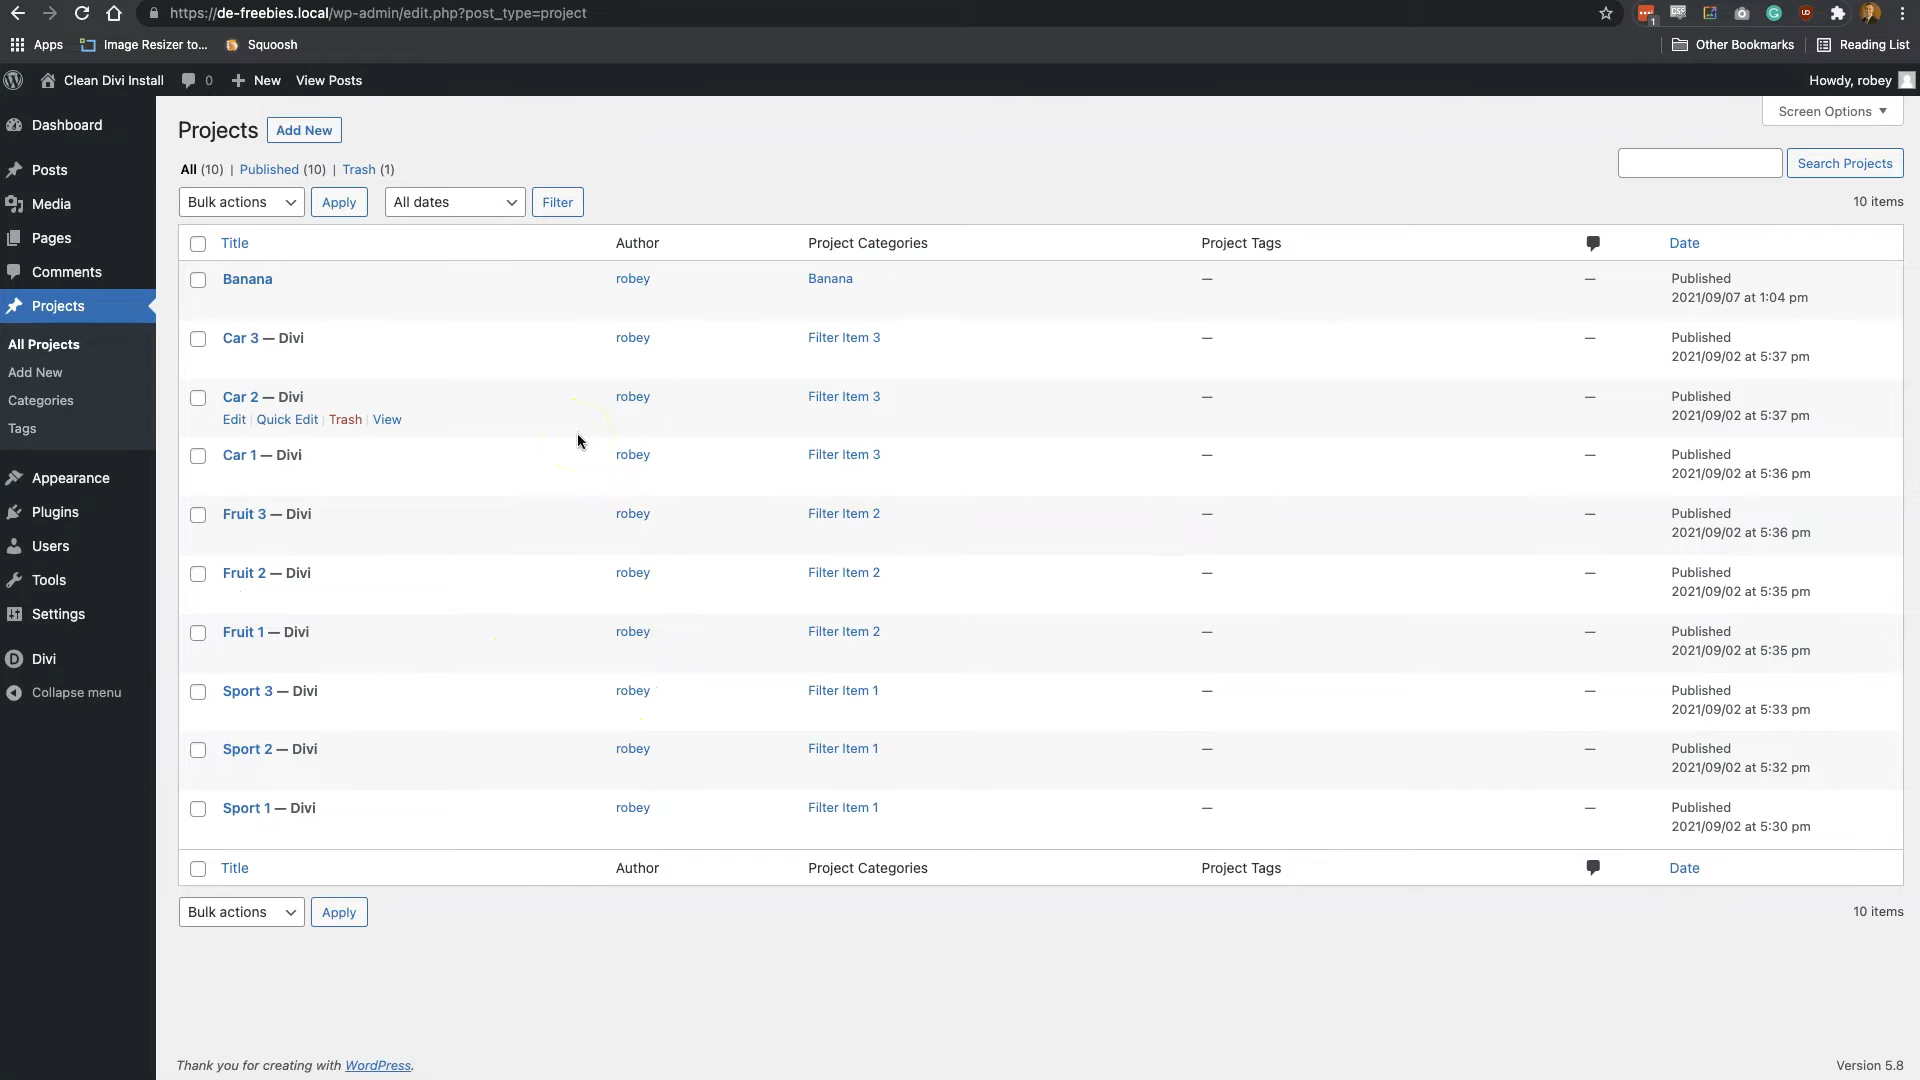 https://de-freebies.local/wp-admin/edit.php?post_type=project
1
Apps Image Resizer to... Squoosh Other Bookmarks Reading List
Clean Divi Install 0 New View Posts Howdy, robey
Screen Options
Dashboard
Posts
Media
Pages
Comments
Projects
All Projects
Add New
Categories
Tags
Appearance
Plugins
Users
Tools
Settings
Divi
Collapse menu
Projects Add New
All (10) | Published (10) | Trash (1)
Search Projects
Bulk actions Apply All dates Filter 10 items
Title Author Project Categories Project Tags Date
Banana robey Banana — — Published
2021/09/07 at 1:04 pm
Car 3 — Divi robey Filter Item 3 — — Published
2021/09/02 at 5:37 pm
Car 2 — Divi robey Filter Item 3 — — Published
Edit | Quick Edit | Trash | View 2021/09/02 at 5:37 pm
Car 1 — Divi robey Filter Item 3 — — Published
2021/09/02 at 5:36 pm
Fruit 3 — Divi robey Filter Item 2 — — Published
2021/09/02 at 5:36 pm
Fruit 2 — Divi robey Filter Item 2 — — Published
2021/09/02 at 5:35 pm
Fruit 1 — Divi robey Filter Item 2 — — Published
2021/09/02 at 5:35 pm
Sport 3 — Divi robey Filter Item 1 — — Published
2021/09/02 at 5:33 pm
Sport 2 — Divi robey Filter Item 1 — — Published
2021/09/02 at 5:32 pm
Sport 1 — Divi robey Filter Item 1 — — Published
2021/09/02 at 5:30 pm
Title Author Project Categories Project Tags Date
Bulk actions Apply 10 items
Thank you for creating with WordPress. Version 5.8